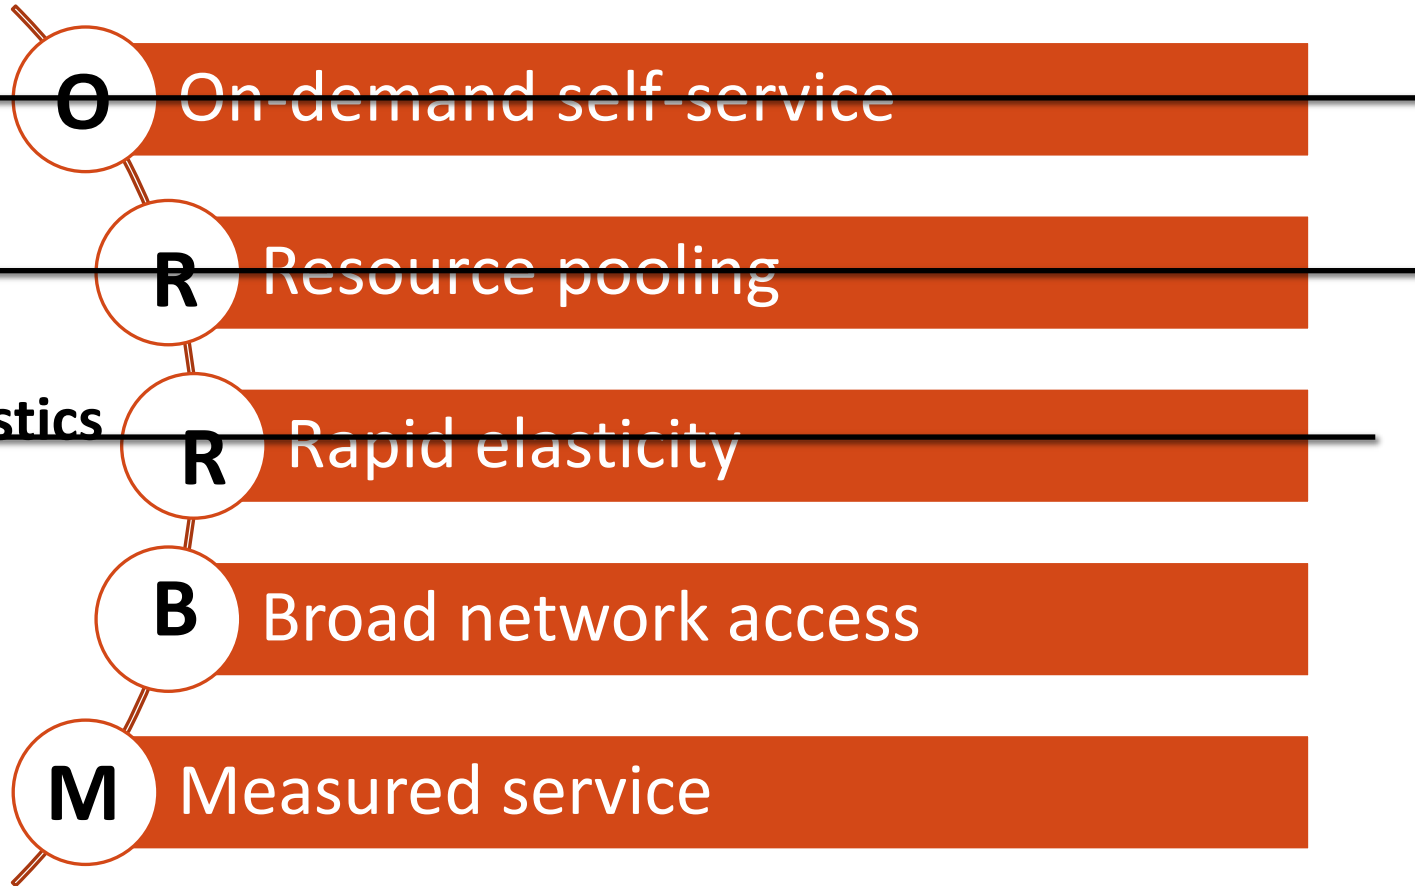 O On-demand self-service
R Resource pooling
stics
R Rapid elasticity
B Broad network access
M Measured service